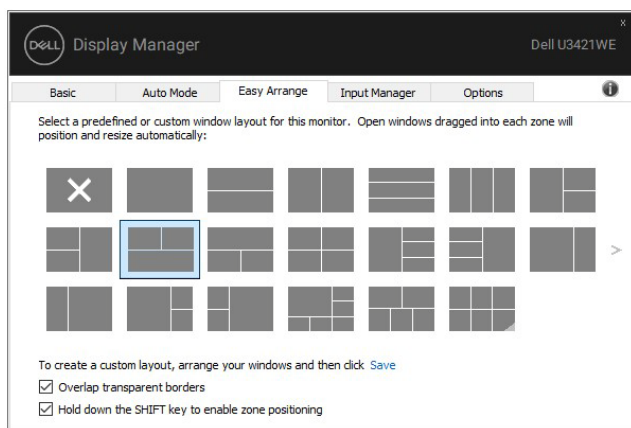 x
DELL Display Manager Dell U3421WE
Basic Auto Mode Easy Arrange Input Manager Options i
Select a predefined or custom window layout for this monitor. Open windows dragged into each zone will
position and resize automatically:
>
To create a custom layout, arrange your windows and then click Save
Overlap transparent borders
Hold down the SHIFT key to enable zone positioning